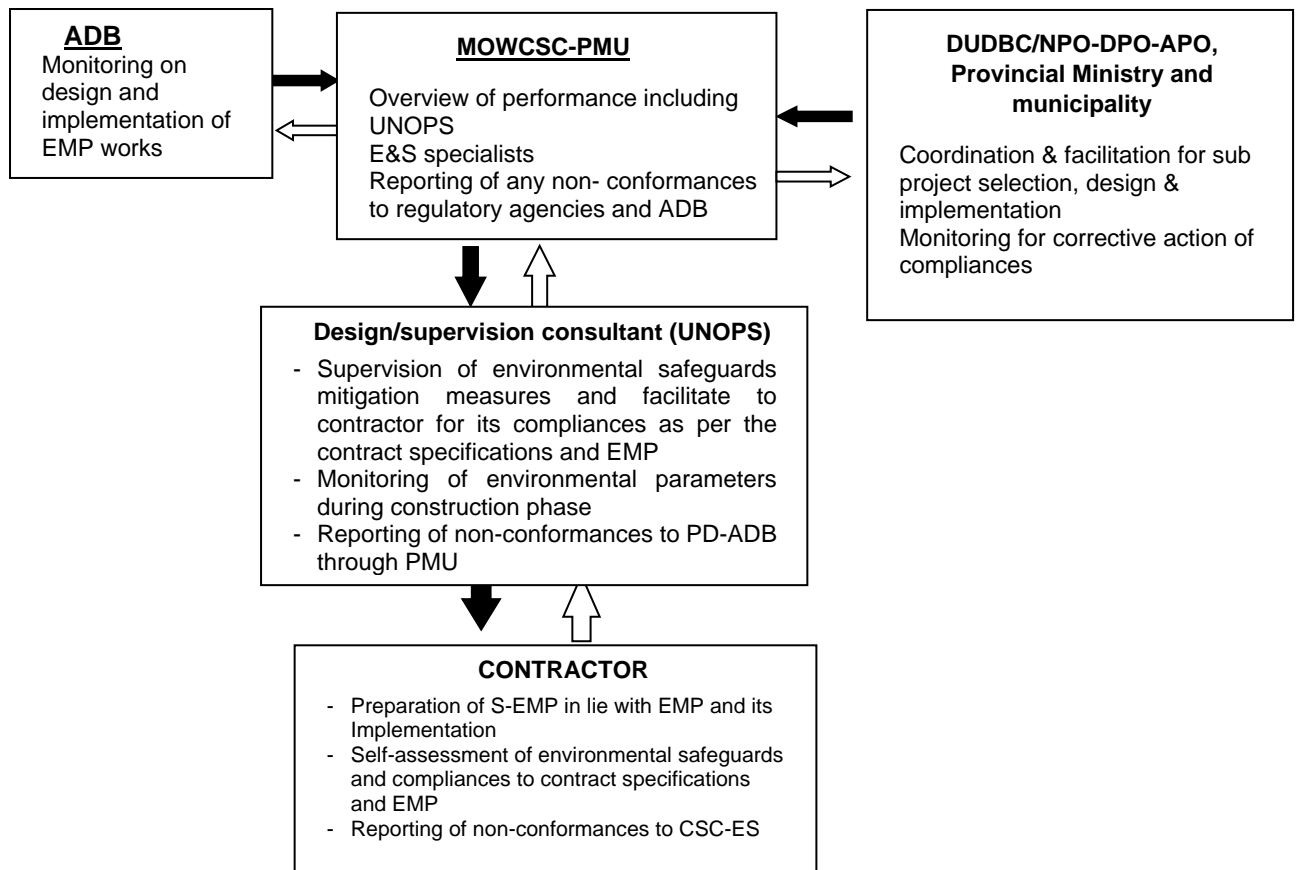 ADB
Monitoring on
design and
implementation of
EMP works
MOWCSC-PMU
Overview of performance including
UNOPS
E&S specialists
Reporting of any non- conformances
to regulatory agencies and ADB
DUDBC/NPO-DPO-APO,
Provincial Ministry and
municipality
Coordination & facilitation for sub
project selection, design &
implementation
Monitoring for corrective action of
compliances
Design/supervision consultant (UNOPS)
- Supervision of environmental safeguards
mitigation measures and facilitate to
contractor for its compliances as per the
contract specifications and EMP
- Monitoring of environmental parameters
during construction phase
- Reporting of non-conformances to PD-ADB
through PMU
CONTRACTOR
- Preparation of S-EMP in lie with EMP and its
Implementation
- Self-assessment of environmental safeguards
and compliances to contract specifications
and EMP
- Reporting of non-conformances to CSC-ES